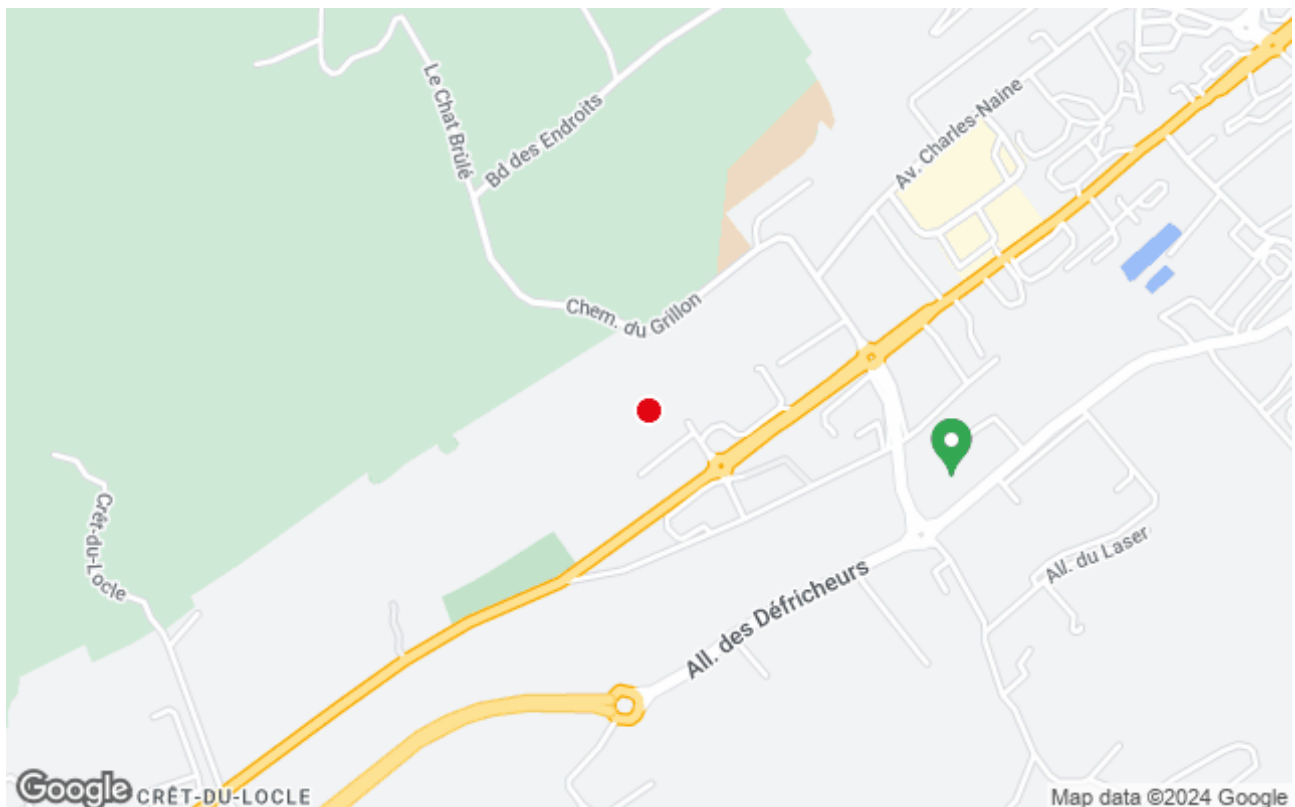 Le Chat Brûlé
Bd des Endroits
Av. Charles-Naine
Chem. du Grillon
Crêt-du-Locle
All. des Défricheurs
All. du Laser
Google
CRÊT-DU-LOCLE
Map data ©2024 Google